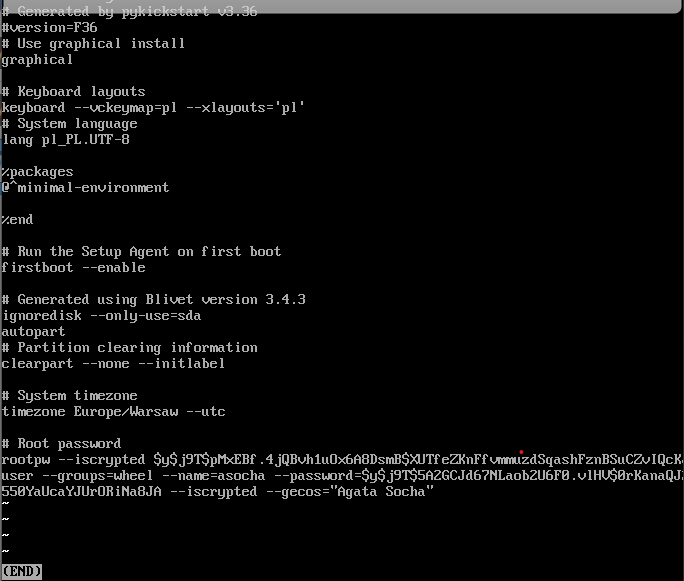 # Generated by pykickstart v3.36
#version=F36
# Use graphical install
graphical
# Keyboard layouts
keyboard --vckeymap=pl --xlayouts='pl'
# System language
lang pl_PL.UTF-8
%packages
@^minimal-environment
%end
# Run the Setup Agent on first boot
firstboot --enable
# Generated using Blivet version 3.4.3
ignoredisk --only-use=sda
autopart
# Partition clearing information
clearpart --none --initlabel
# System timezone
timezone Europe/Warsaw --utc
# Root password
rootpw --iscrypted $y$j9T$pMxEBf.4jQBvh1uOx6A8DsmB$XUTfeZKnFfvmmuzdSqashFznBSuCZvIQcK
user --groups=wheel --name=asocha --password=$y$j9T$5A2GCJd67NLaob2U6F0.vlHV$0rKanaQJ
550YaUcaYJUrORiNa8JA --iscrypted --gecos="Agata Socha"
~
~
~
~
(END)